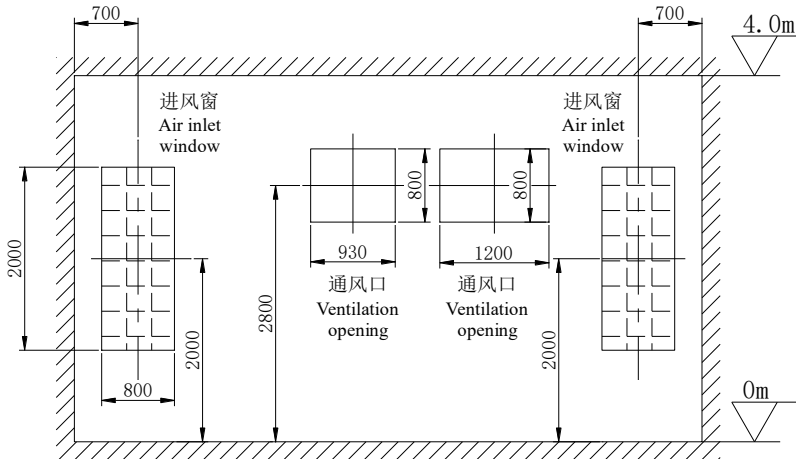 700
700
4.0m
进风窗
Air inlet
window
进风窗
Air inlet
window
800
800
2000
930
1200
通风口
Ventilation
opening
通风口
Ventilation
opening
2800
2000
2000
800
0m